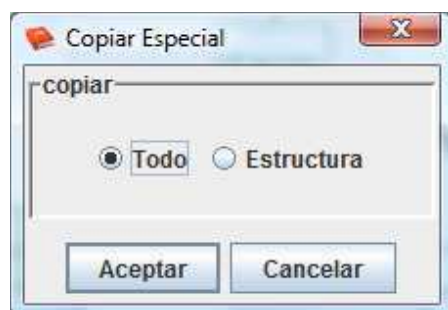 Copiar Especial
copiar
Todo Estructura
Aceptar Cancelar